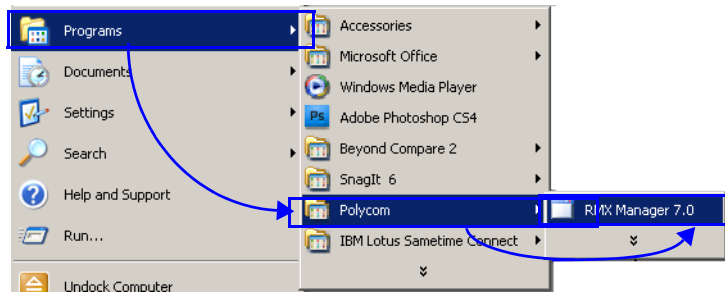 Programs
Documents
Settings
Search
Help and Support
Run...
Undock Computer
Accessories
Microsoft Office
Windows Media Player
Ps Adobe Photoshop CS4
Beyond Compare 2
SnagIt 6
Polycom
IBM Lotus Sametime Connect
RMX Manager 7.0